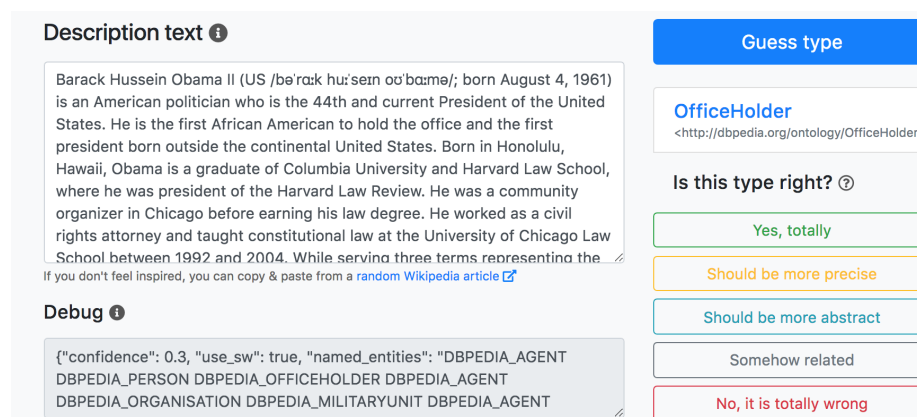 Description text
Barack Hussein Obama II (US /bəˈrɑːk huːˈseɪn oʊˈbɑːmə/; born August 4, 1961)
is an American politician who is the 44th and current President of the United
States. He is the first African American to hold the office and the first
president born outside the continental United States. Born in Honolulu,
Hawaii, Obama is a graduate of Columbia University and Harvard Law School,
where he was president of the Harvard Law Review. He was a community
organizer in Chicago before earning his law degree. He worked as a civil
rights attorney and taught constitutional law at the University of Chicago Law
School between 1992 and 2004. While serving three terms representing the
If you don't feel inspired, you can copy & paste from a random Wikipedia article
Debug
{"confidence": 0.3, "use_sw": true, "named_entities": "DBPEDIA_AGENT
DBPEDIA_PERSON DBPEDIA_OFFICEHOLDER DBPEDIA_AGENT
DBPEDIA_ORGANISATION DBPEDIA_MILITARYUNIT DBPEDIA_AGENT
Guess type
OfficeHolder
<http://dbpedia.org/ontology/OfficeHolder
Is this type right?
Yes, totally
Should be more precise
Should be more abstract
Somehow related
No, it is totally wrong